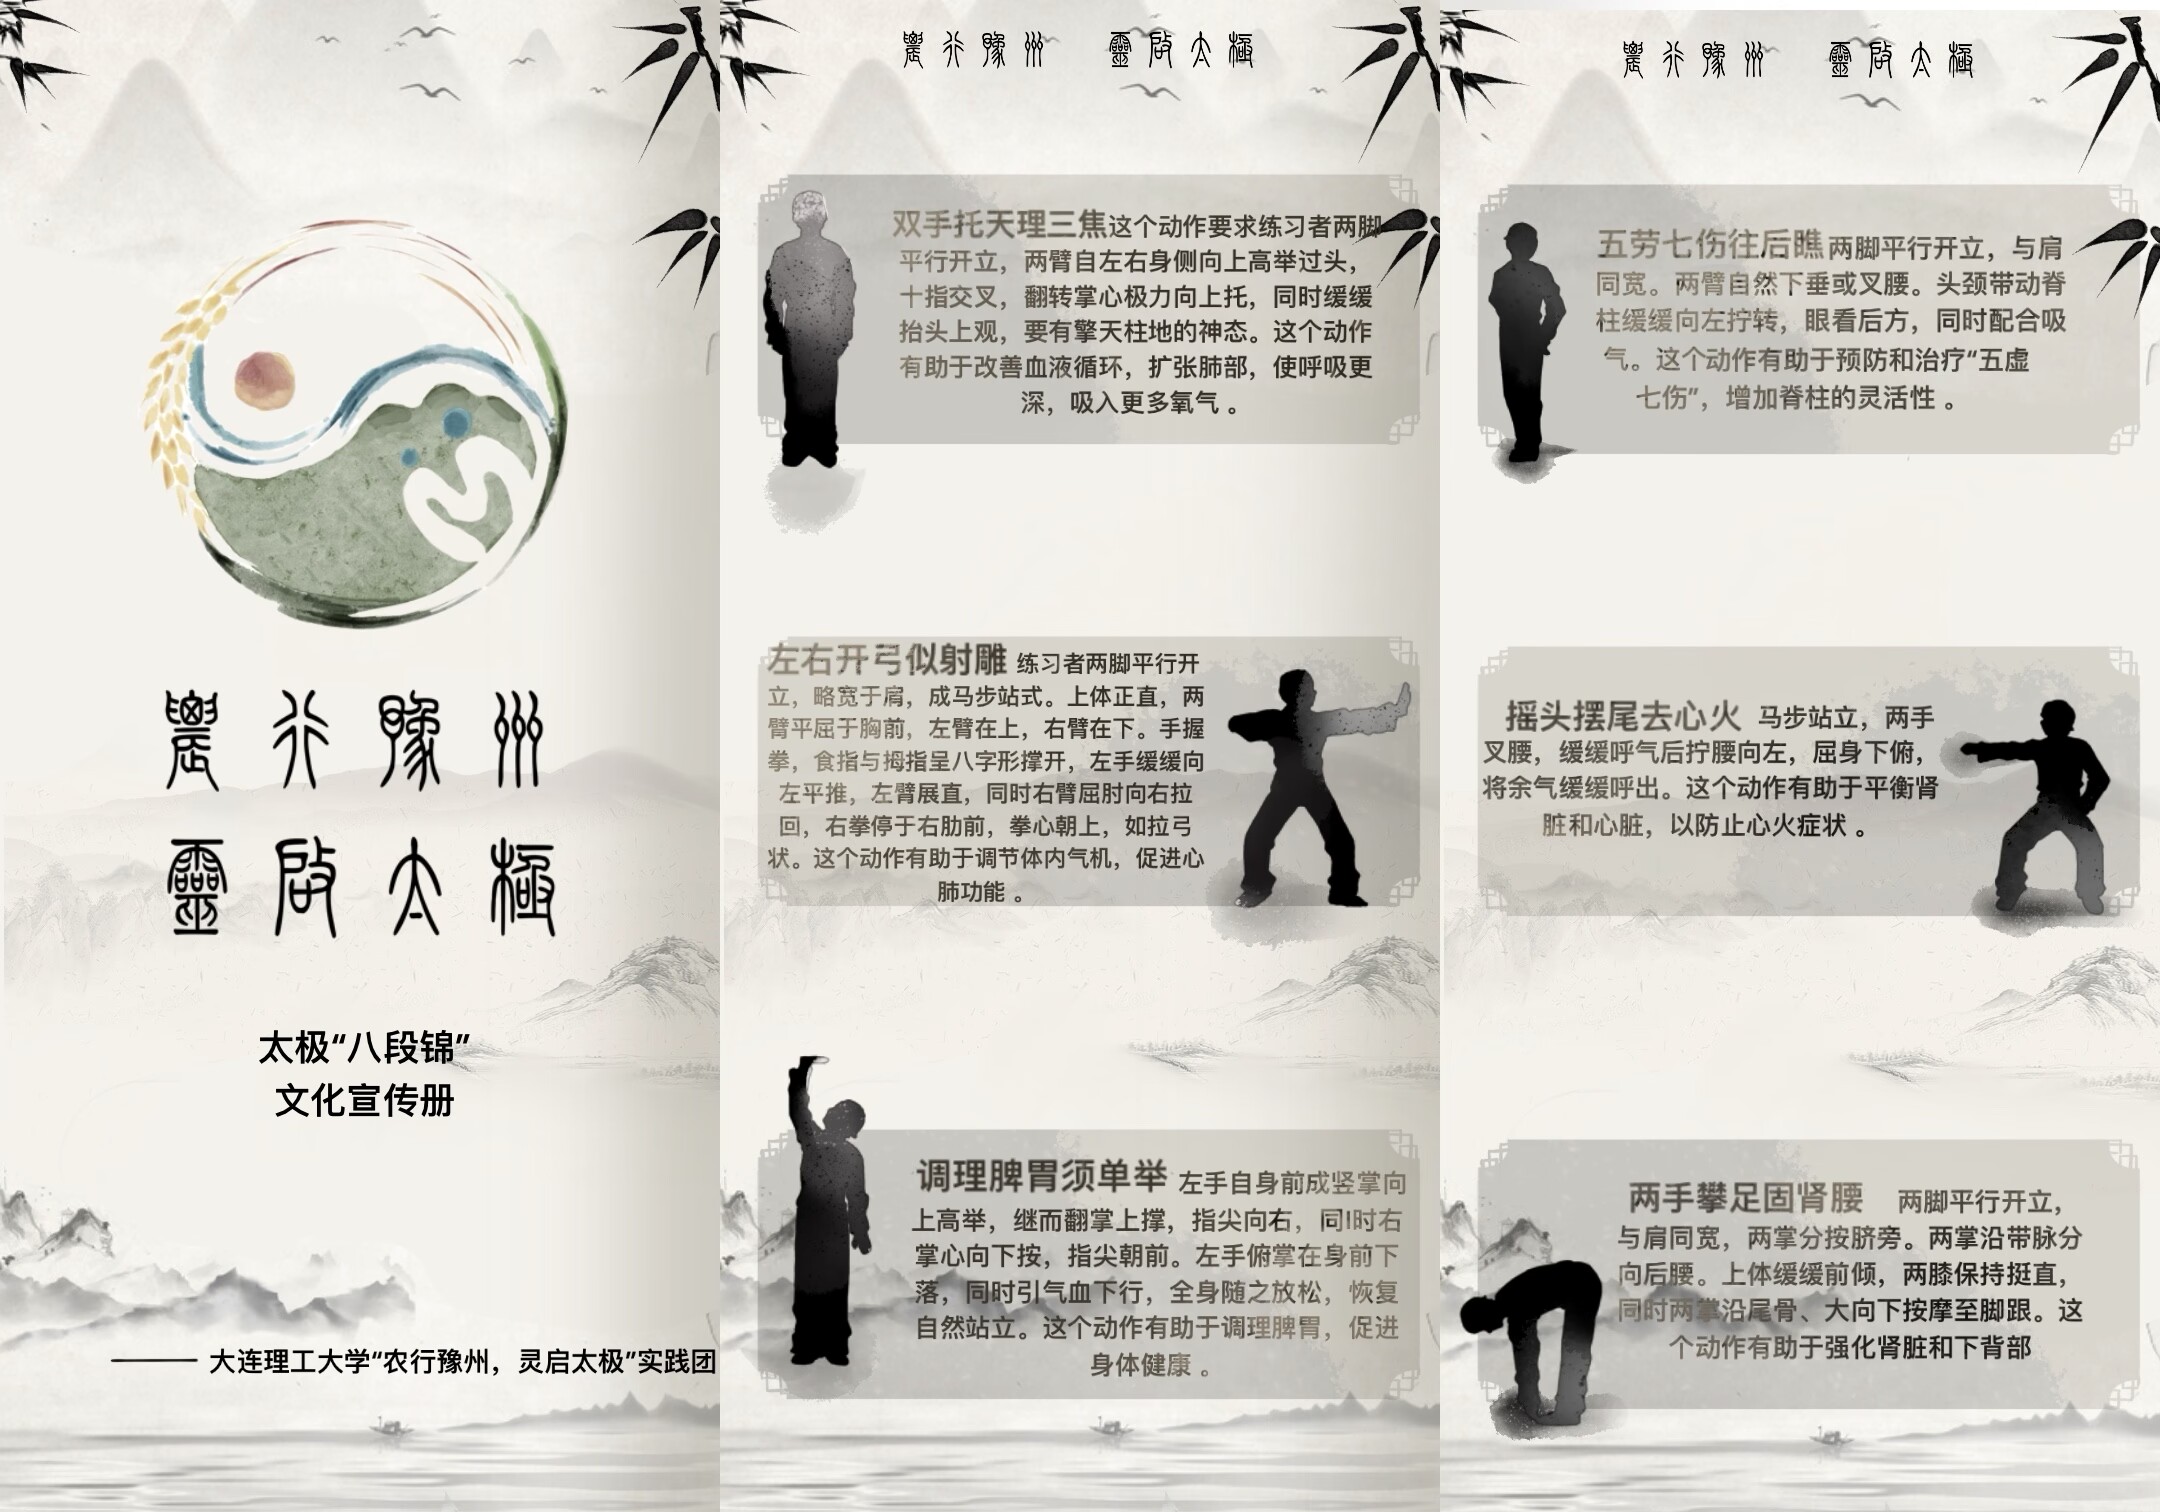 農行豫州
靈啟太極
太极“八段锦”
文化宣传册
—— 大连理工大学“农行豫州，灵启太极”实践团
農行豫州 靈啟太極
双手托天理三焦这个动作要求练习者两脚
平行开立，两臂自左右身侧向上高举过头，
十指交叉，翻转掌心极力向上托，同时缓缓
抬头上观，要有擎天柱地的神态。这个动作
有助于改善血液循环，扩张肺部，使呼吸更
深，吸入更多氧气 。
左右开弓似射雕 练习者两脚平行开
立，略宽于肩，成马步站式。上体正直，两
臂平屈于胸前，左臂在上，右臂在下。手握
拳，食指与拇指呈八字形撑开，左手缓缓向
左平推，左臂展直，同时右臂屈肘向右拉
回，右拳停于右肋前，拳心朝上，如拉弓
状。这个动作有助于调节体内气机，促进心
肺功能 。
调理脾胃须单举 左手自身前成竖掌向
上高举，继而翻掌上撑，指尖向右，同时右
掌心向下按，指尖朝前。左手俯掌在身前下
落，同时引气血下行，全身随之放松，恢复
自然站立。这个动作有助于调理脾胃，促进
身体健康 。
農行豫州 靈啟太極
五劳七伤往后瞧 两脚平行开立，与肩
同宽。两臂自然下垂或叉腰。头颈带动脊
柱缓缓向左拧转，眼看后方，同时配合吸
气。这个动作有助于预防和治疗“五虚
七伤”，增加脊柱的灵活性 。
摇头摆尾去心火 马步站立，两手
叉腰，缓缓呼气后拧腰向左，屈身下俯，
将余气缓缓呼出。这个动作有助于平衡肾
脏和心脏，以防止心火症状 。
两手攀足固肾腰 两脚平行开立，
与肩同宽，两掌分按脐旁。两掌沿带脉分
向后腰。上体缓缓前倾，两膝保持挺直，
同时两掌沿尾骨、大向下按摩至脚跟。这
个动作有助于强化肾脏和下背部